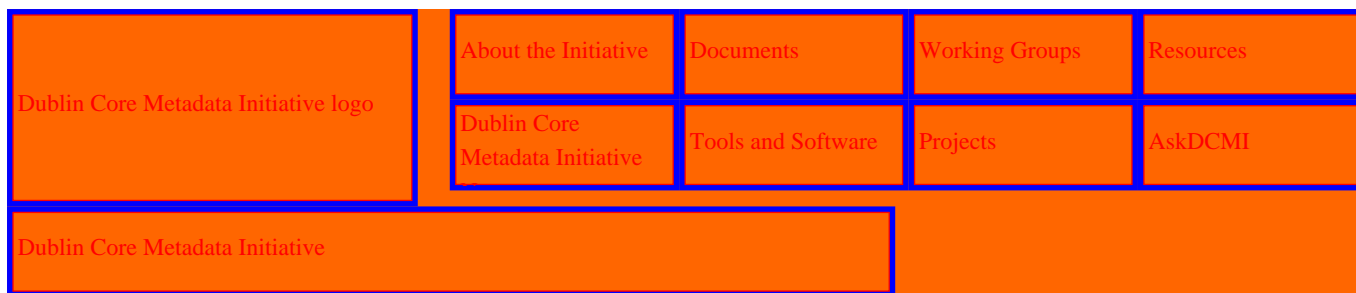 Dublin Core Metadata Initiative logo
About the Initiative
Documents
Working Groups
Resources
Dublin Core
Metadata Initiative
Tools and Software
Projects
AskDCMI
Dublin Core Metadata Initiative